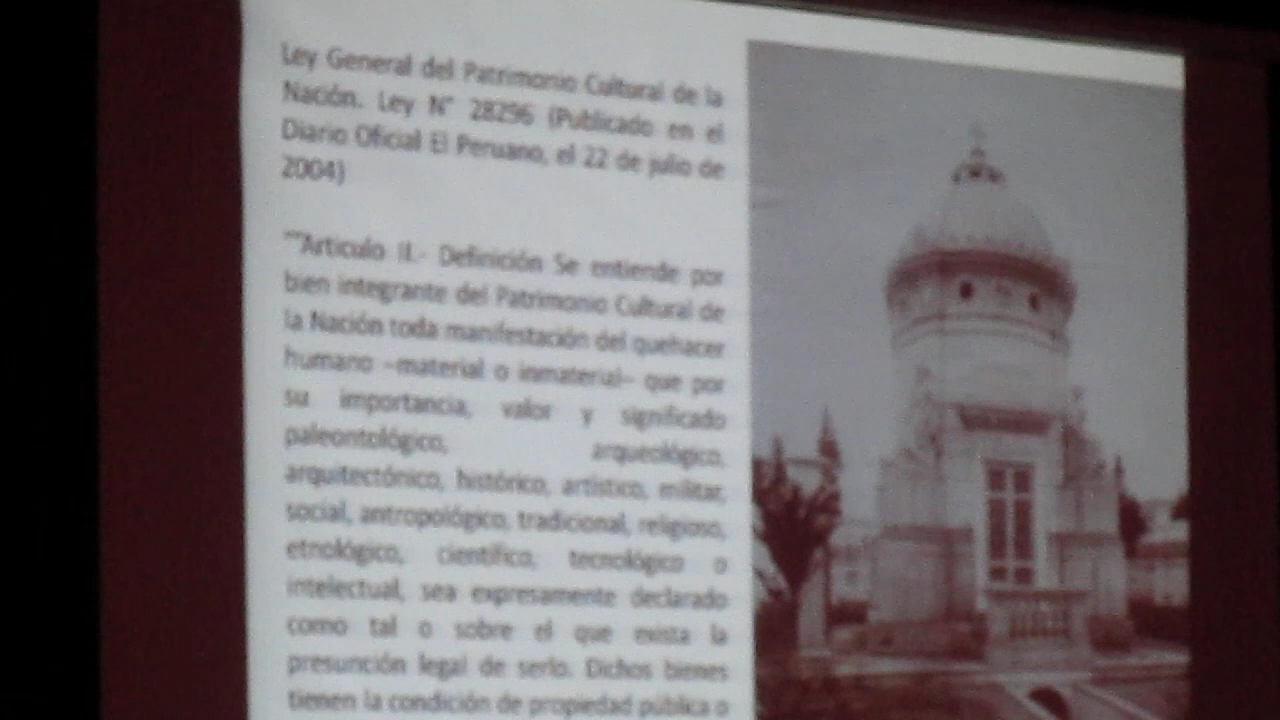 Ley General del Patrimonio Cultural de la
Nación. Ley N° 28296 (Publicado en el
Diario Oficial El Peruano, el 22 de julio de
2004)
""Articulo II.- Definición Se entiende por
bien integrante del Patrimonio Cultural de
la Nación toda manifestación del quehacer
humano -material o inmaterial- que por
su importancia, valor y significado
paleontológico, arqueológico,
arquitectónico, histórico, artístico, militar,
social, antropológico, tradicional, religioso,
etnológico, científico, tecnológico o
intelectual, sea expresamente declarado
como tal o sobre el que exista la
presunción legal de serlo. Dichos bienes
tienen la condición de propiedad pública o